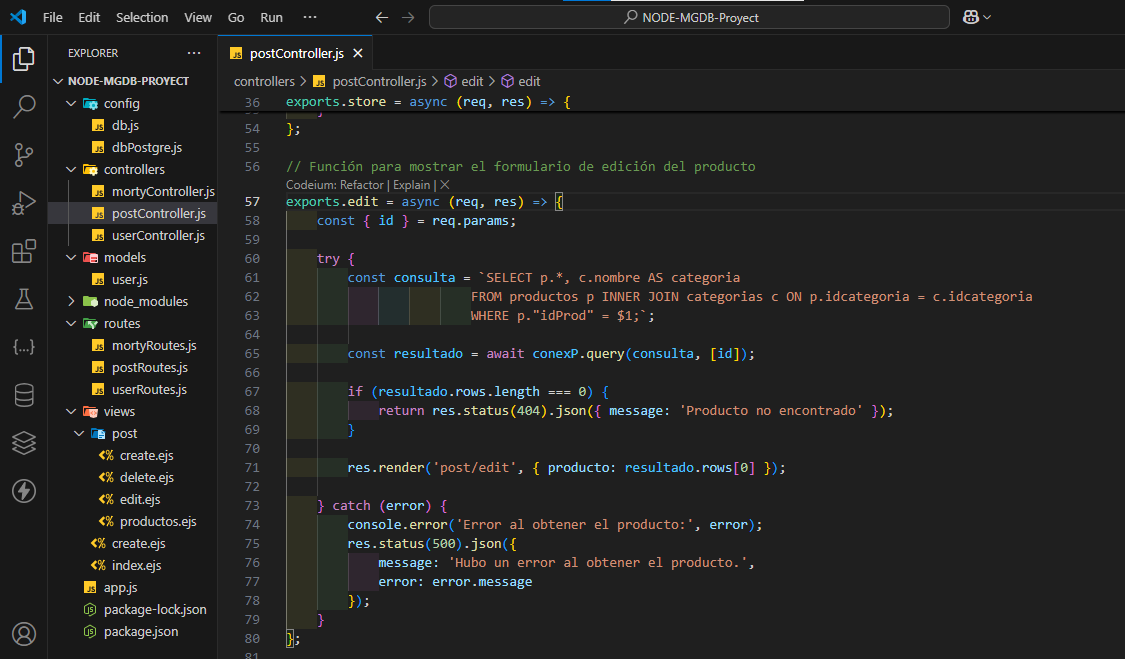 File Edit Selection View Go Run ··· NODE-MGDB-Proyect
EXPLORER ···
NODE-MGDB-PROYECT
config
db.js
dbPostgre.js
controllers
mortyController.js
postController.js
userController.js
models
user.js
node_modules
routes
mortyRoutes.js
postRoutes.js
userRoutes.js
views
post
create.ejs
delete.ejs
edit.ejs
productos.ejs
create.ejs
index.ejs
app.js
package-lock.json
package.json
JS postController.js ×
controllers > JS postController.js > edit > edit
36 exports.store = async (req, res) => {
54 };
55
56 // Función para mostrar el formulario de edición del producto
Codeium: Refactor | Explain | ×
57 exports.edit = async (req, res) => {
58 const { id } = req.params;
59
60 try {
61 const consulta = `SELECT p.*, c.nombre AS categoria
62 FROM productos p INNER JOIN categorias c ON p.idcategoria = c.idcategoria
63 WHERE p."idProd" = $1;`;
64
65 const resultado = await conexP.query(consulta, [id]);
66
67 if (resultado.rows.length === 0) {
68 return res.status(404).json({ message: 'Producto no encontrado' });
69 }
70
71 res.render('post/edit', { producto: resultado.rows[0] });
72
73 } catch (error) {
74 console.error('Error al obtener el producto:', error);
75 res.status(500).json({
76 message: 'Hubo un error al obtener el producto.',
77 error: error.message
78 });
79 }
80 };
81